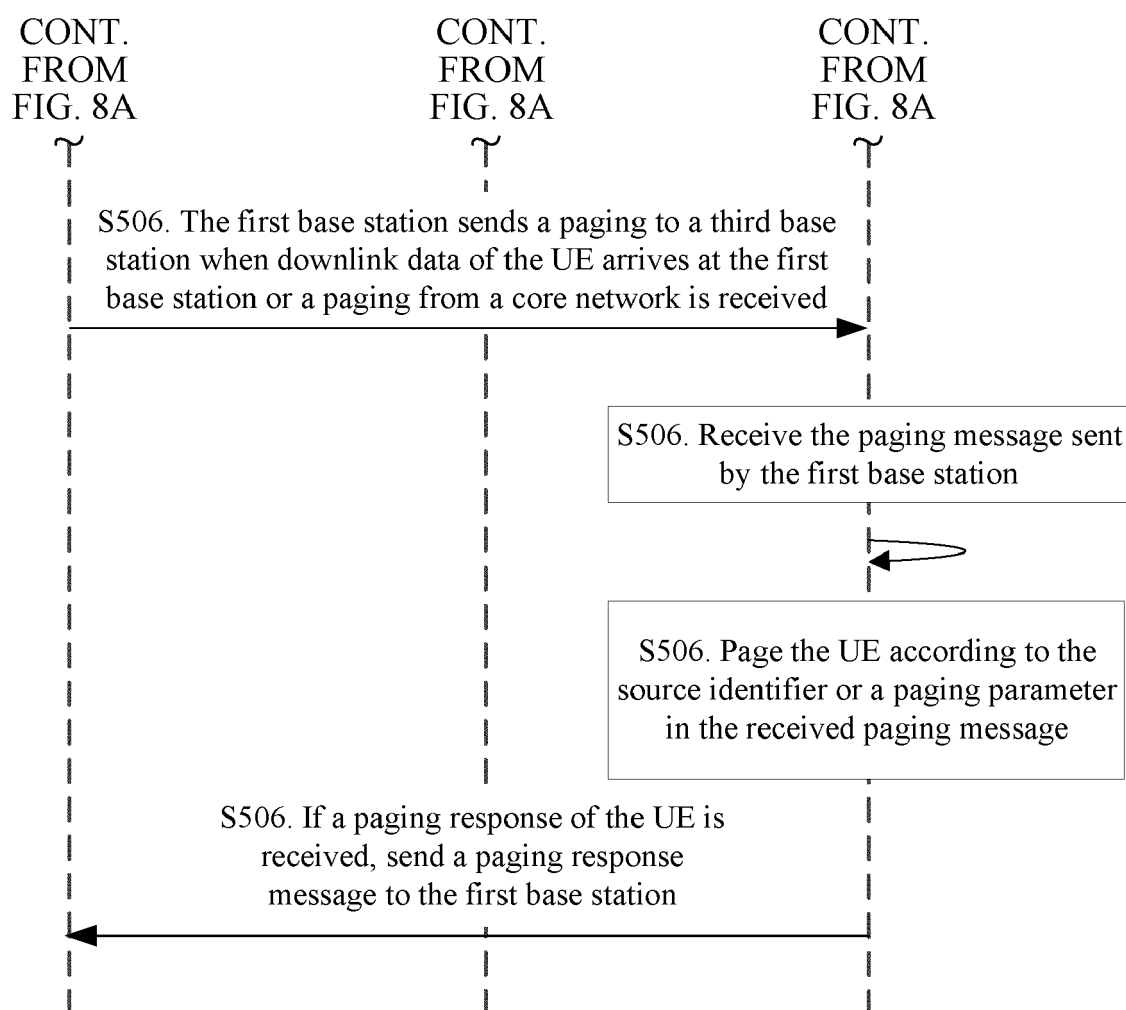 CONT.
FROM
FIG. 8A
CONT.
FROM
FIG. 8A
CONT.
FROM
FIG. 8A
S506. The first base station sends a paging to a third base
station when downlink data of the UE arrives at the first
base station or a paging from a core network is received
S506. Receive the paging message sent
by the first base station
S506. Page the UE according to the
source identifier or a paging parameter
in the received paging message
S506. If a paging response of the UE is
received, send a paging response
message to the first base station